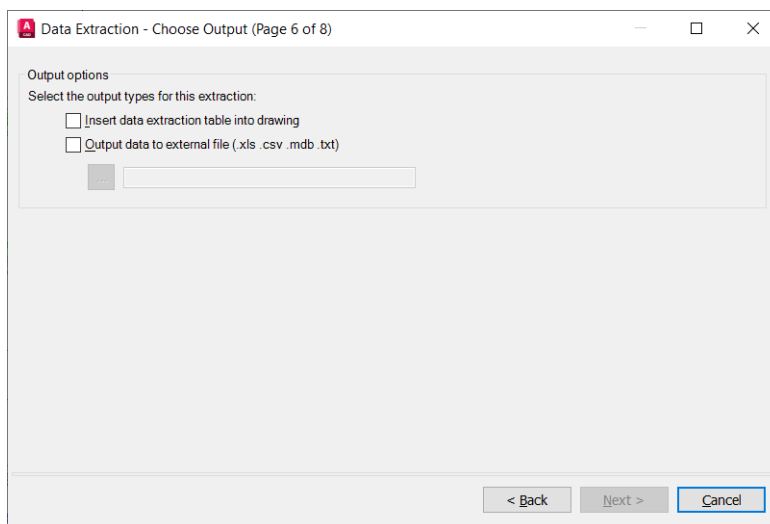 A
CAD
Data Extraction - Choose Output (Page 6 of 8)
Output options
Select the output types for this extraction:
Insert data extraction table into drawing
Output data to external file (.xls .csv .mdb .txt)
...
< Back
Next >
Cancel